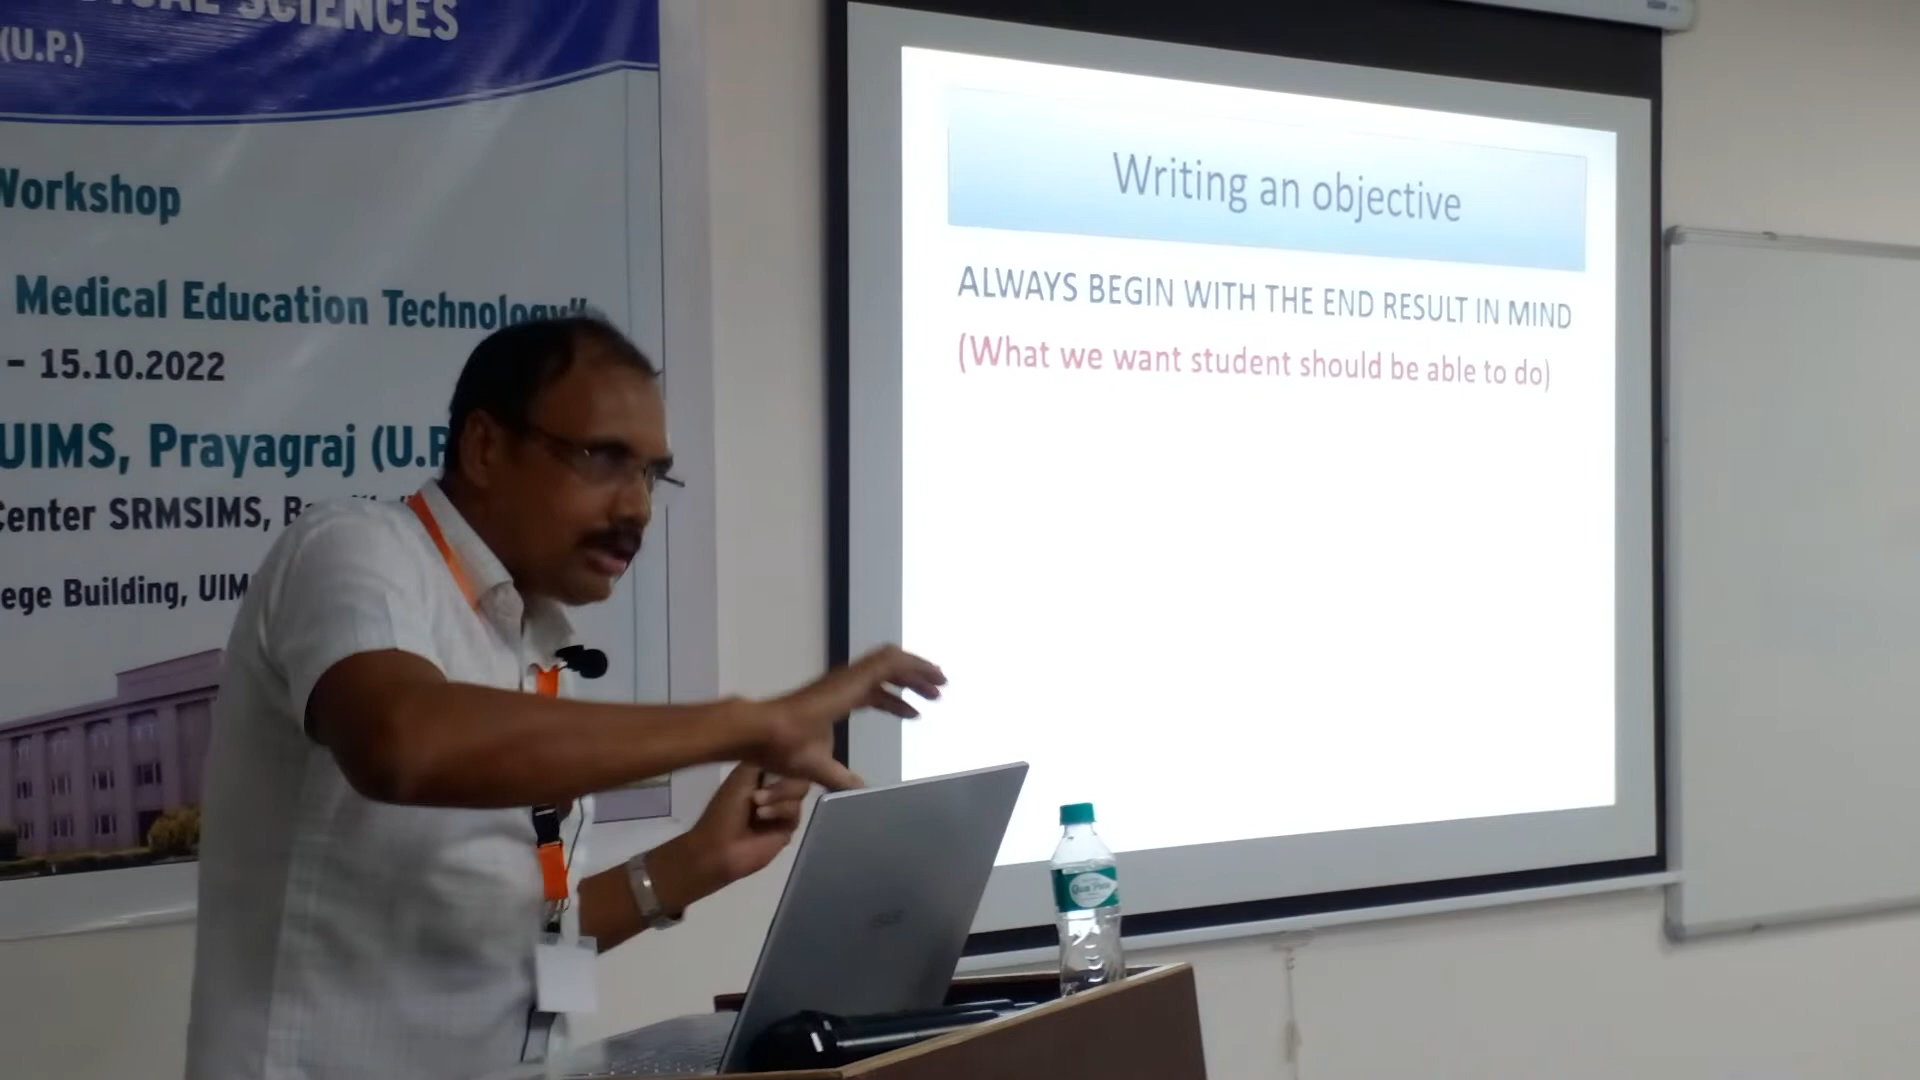 SCIENCES
(U.P.)
Workshop
Medical Education Technology"
– 15.10.2022
UIMS, Prayagraj (U.P
Center SRMSIMS,
ege Building, UIM
Writing an objective
ALWAYS BEGIN WITH THE END RESULT IN MIND
(What we want student should be able to do)